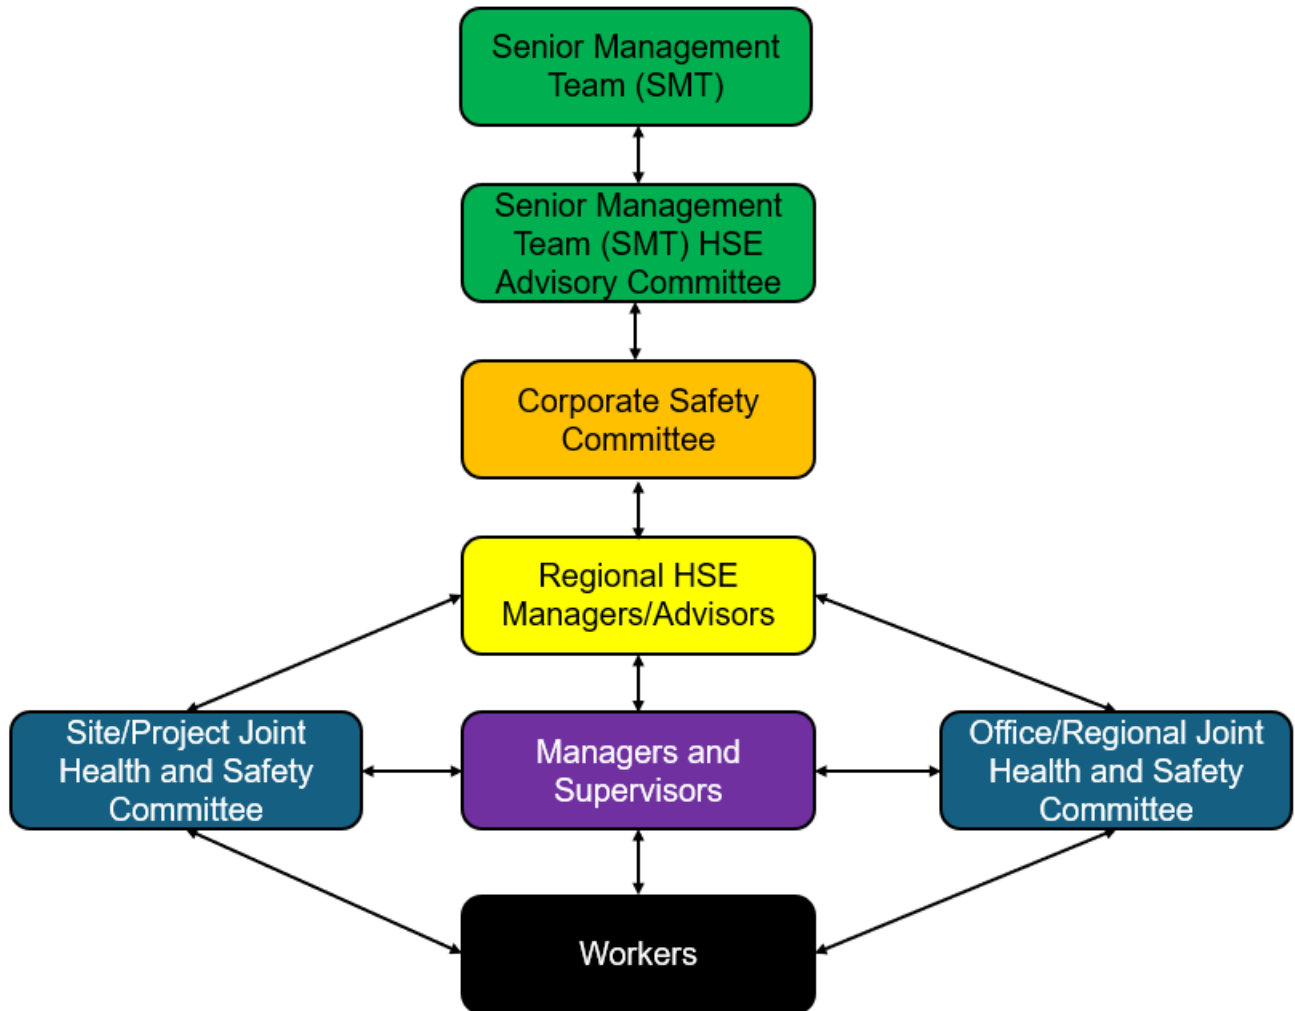 Senior Management
Team (SMT)
Senior Management
Team (SMT) HSE
Advisory Committee
Corporate Safety
Committee
Regional HSE
Managers/Advisors
Site/Project Joint
Health and Safety
Committee
Managers and
Supervisors
Office/Regional Joint
Health and Safety
Committee
Workers